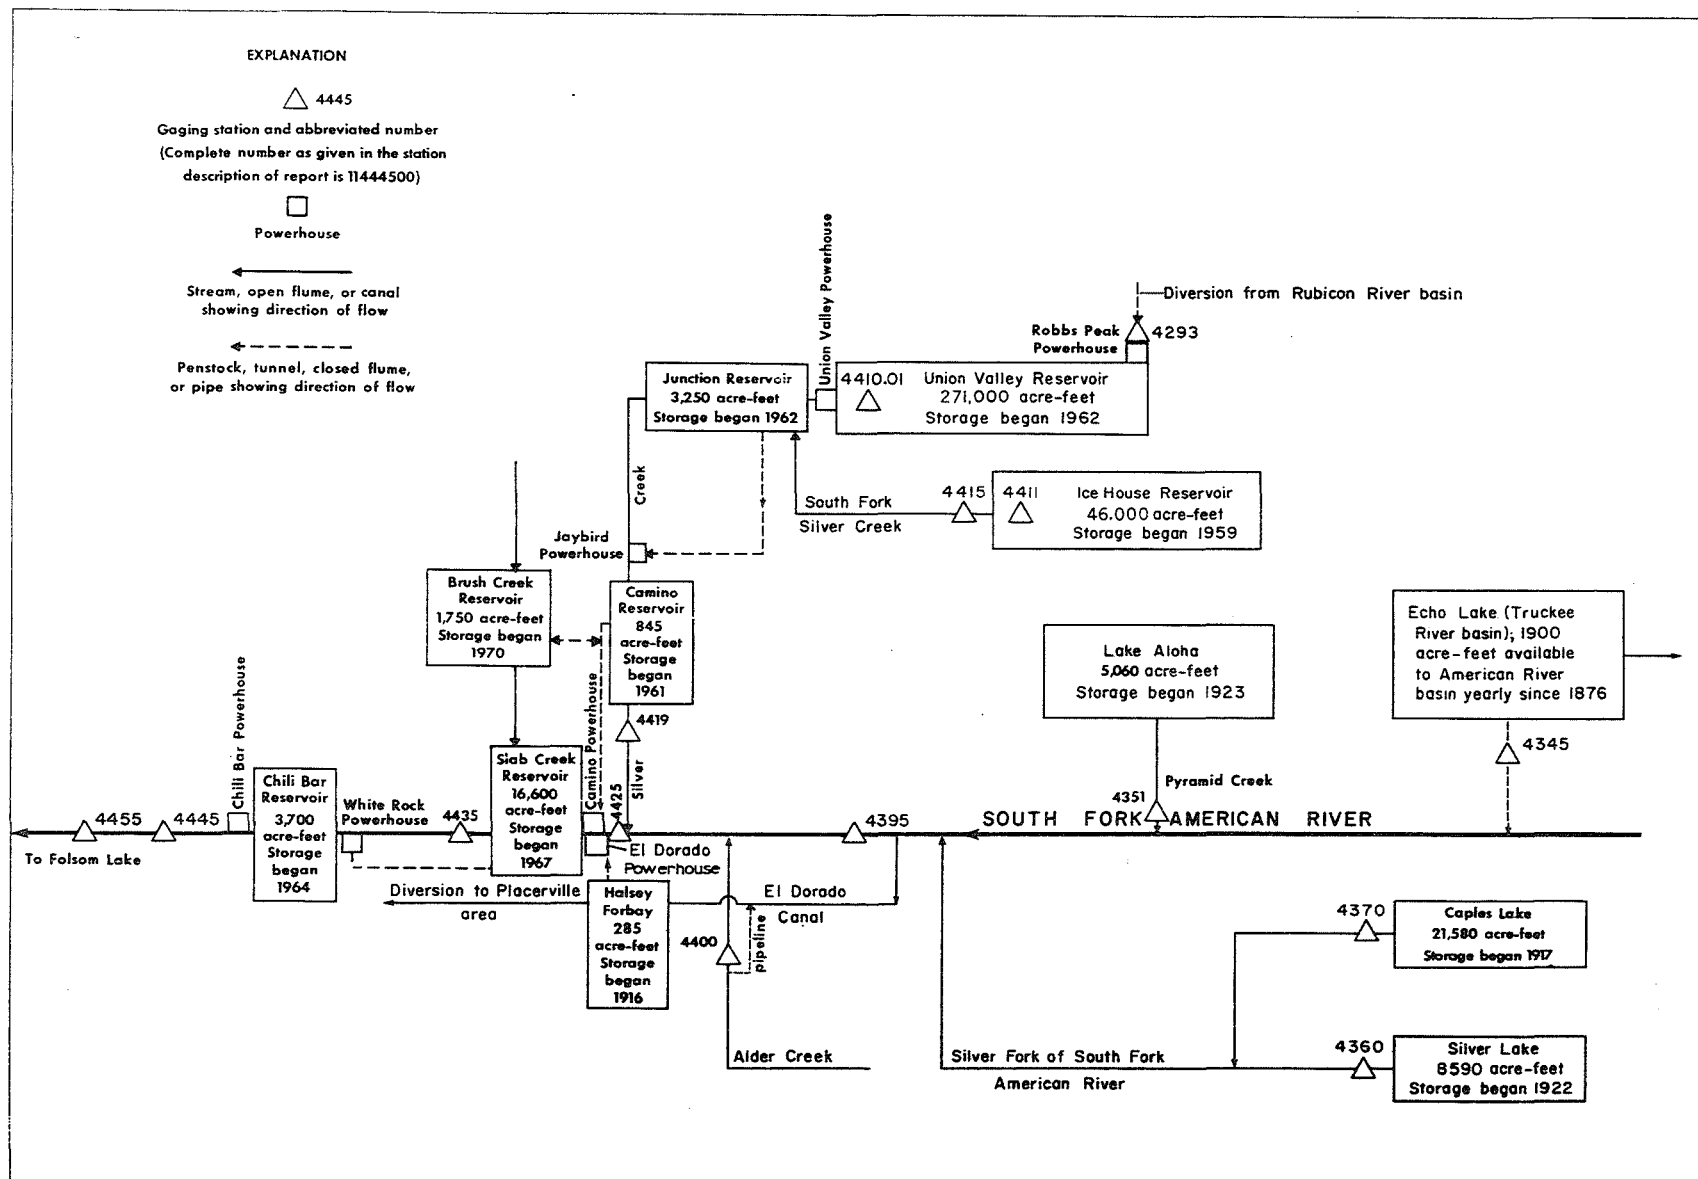 EXPLANATION
4445
Gaging station and abbreviated number
(Complete number as given in the station
description of report is 11444500)
Powerhouse
Stream, open flume, or canal
showing direction of flow
Penstock, tunnel, closed flume,
or pipe showing direction of flow
Union Valley Powerhouse
Diversion from Rubicon River basin
Robbs Peak
Powerhouse
4293
Junction Reservoir
3,250 acre-feet
Storage began 1962
4410.01
Union Valley Reservoir
271,000 acre-feet
Storage began 1962
Creek
South Fork
Silver Creek
4415
4411
Ice House Reservoir
46.000 acre-feet
Storage began 1959
Jaybird
Powerhouse
Brush Creek
Reservoir
1,750 acre-feet
Storage began
1970
Camino
Reservoir
845
acre-feet
Storage
began
1961
Lake Aloha
5,060 acre-feet
Storage began 1923
Echo Lake (Truckee
River basin); 1900
acre-feet available
to American River
basin yearly since 1876
4419
4345
Chili Bar Powerhouse
Camino Powerhouse
Silver
4425
Pyramid Creek
4351
Chili Bar
Reservoir
3,700
acre-feet
Storage
began
1964
White Rock
Powerhouse
Slab Creek
Reservoir
16,600
acre-feet
Storage
began
1967
4455
4445
4435
4395
SOUTH FORK AMERICAN RIVER
To Folsom Lake
El Dorado
Powerhouse
Diversion to Placerville
area
Halsey
Forbay
285
acre-feet
Storage
began
1916
El Dorado
Canal
4400
pipeline
4370
Caples Lake
21,580 acre-feet
Storage began 1917
Alder Creek
Silver Fork of South Fork
American River
4360
Silver Lake
8590 acre-feet
Storage began 1922